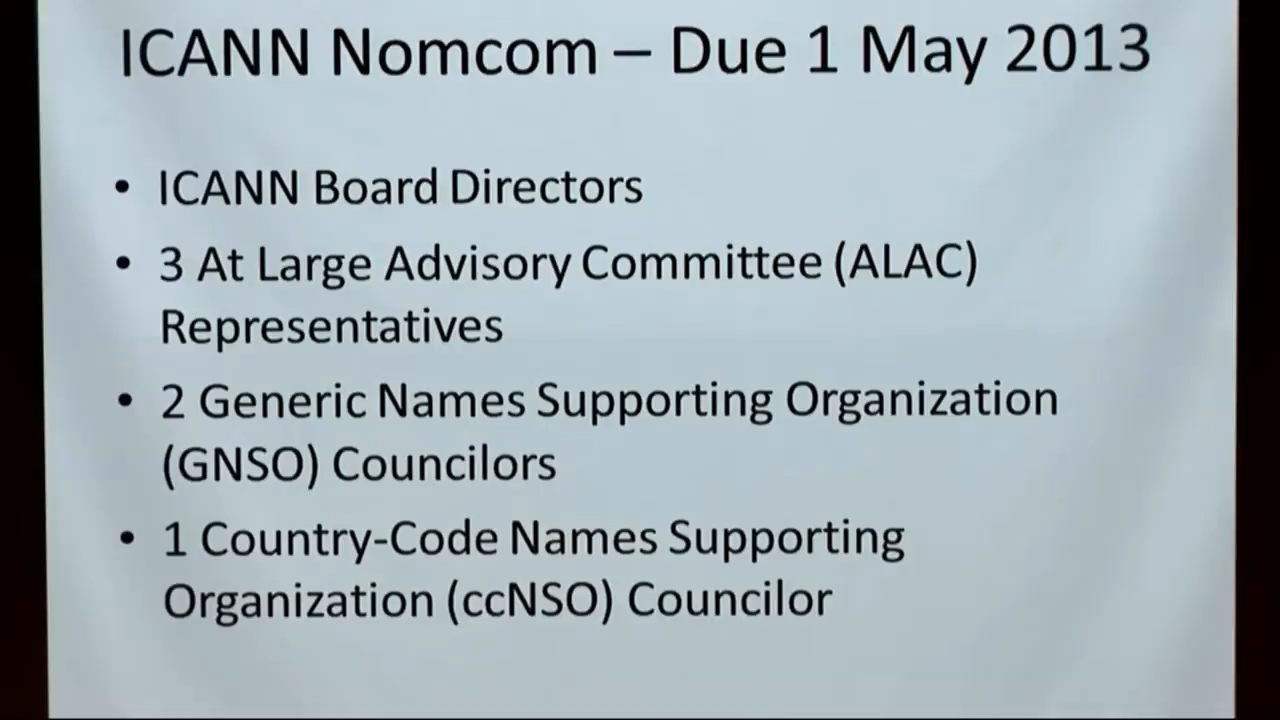 ICANN Nomcom – Due 1 May 2013
• ICANN Board Directors
• 3 At Large Advisory Committee (ALAC)
Representatives
• 2 Generic Names Supporting Organization
(GNSO) Councilors
• 1 Country-Code Names Supporting
Organization (ccNSO) Councilor